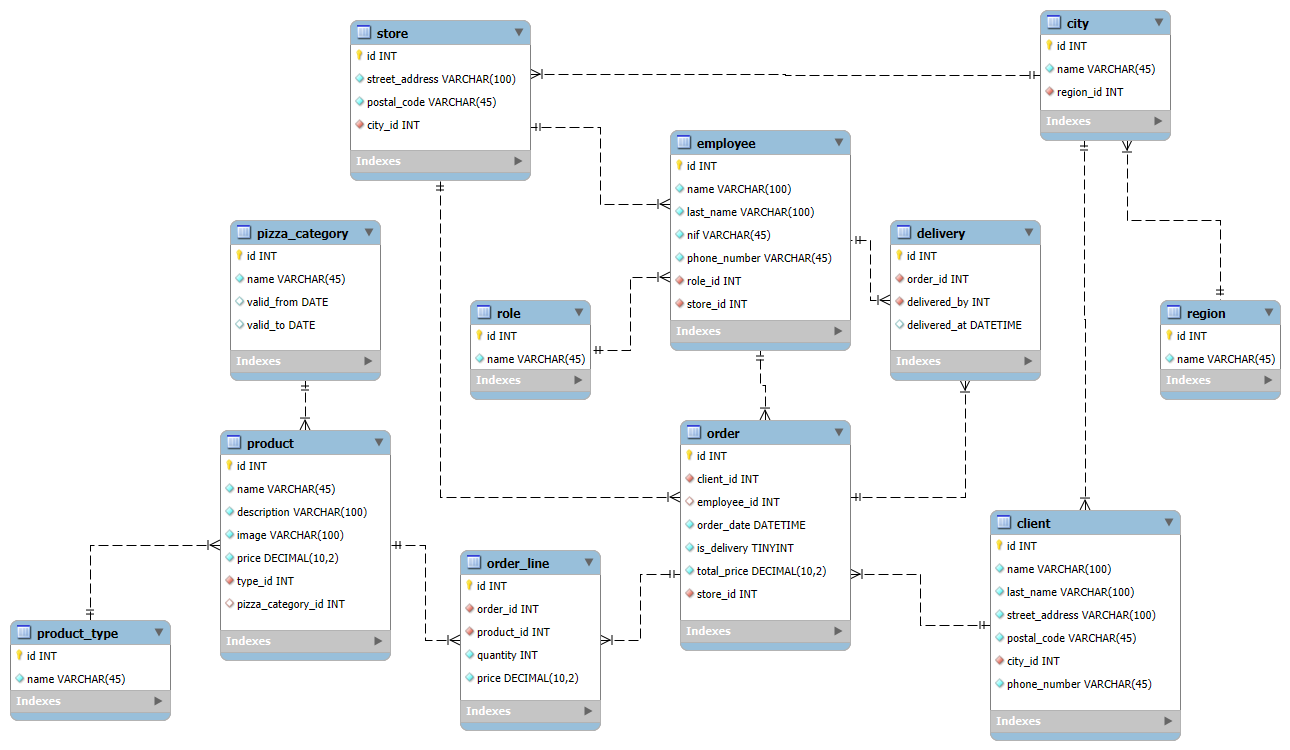 store
id INT
street_address VARCHAR(100)
postal_code VARCHAR(45)
city_id INT
Indexes
city
id INT
name VARCHAR(45)
region_id INT
Indexes
employee
id INT
name VARCHAR(100)
last_name VARCHAR(100)
nif VARCHAR(45)
phone_number VARCHAR(45)
role_id INT
store_id INT
Indexes
pizza_category
id INT
name VARCHAR(45)
valid_from DATE
valid_to DATE
Indexes
delivery
id INT
order_id INT
delivered_by INT
delivered_at DATETIME
Indexes
role
id INT
name VARCHAR(45)
Indexes
region
id INT
name VARCHAR(45)
Indexes
product
id INT
name VARCHAR(45)
description VARCHAR(100)
image VARCHAR(100)
price DECIMAL(10,2)
type_id INT
pizza_category_id INT
Indexes
order
id INT
client_id INT
employee_id INT
order_date DATETIME
is_delivery TINYINT
total_price DECIMAL(10,2)
store_id INT
Indexes
client
id INT
name VARCHAR(100)
last_name VARCHAR(100)
street_address VARCHAR(100)
postal_code VARCHAR(45)
city_id INT
phone_number VARCHAR(45)
Indexes
order_line
id INT
order_id INT
product_id INT
quantity INT
price DECIMAL(10,2)
Indexes
product_type
id INT
name VARCHAR(45)
Indexes